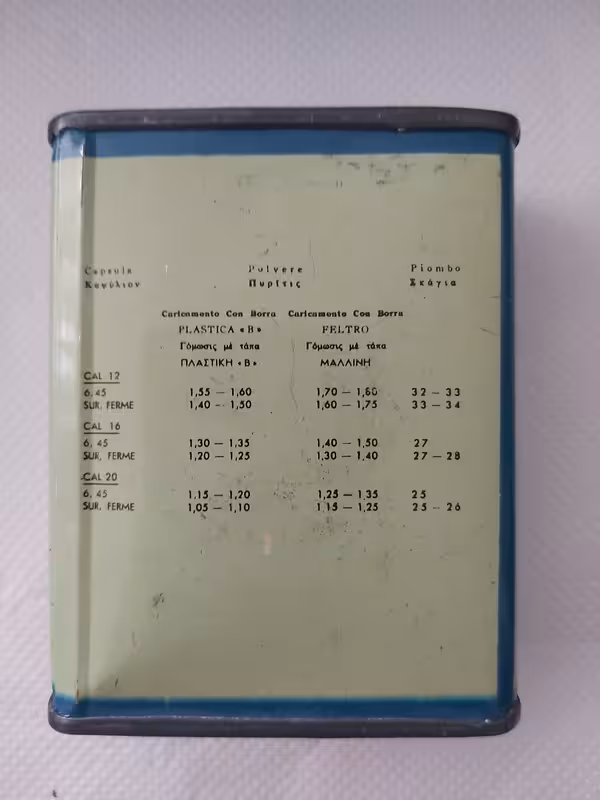 Capsula Polvere Piombo
Καψύλιον Πυρίτις Σκάγια
Caricamento Con Borra Caricamento Con Borra
PLASTICA «B» FELTRO
Γόμωσις μὲ τάπα Γόμωσις μὲ τάπα
ΠΛΑΣΤΙΚΗ «Β» ΜΑΛΛΙΝΗ
CAL 12
6,45 1,55 — 1,60 1,70 — 1,80 32 — 33
SUR. FERME 1,40 — 1,50 1,60 — 1,75 33 — 34
CAL 16
6,45 1,30 — 1,35 1,40 — 1,50 27
SUR. FERME 1,20 — 1,25 1,30 — 1,40 27 — 28
CAL 20
6,45 1,15 — 1,20 1,25 — 1,35 25
SUR. FERME 1,05 — 1,10 1,15 — 1,25 25 — 26